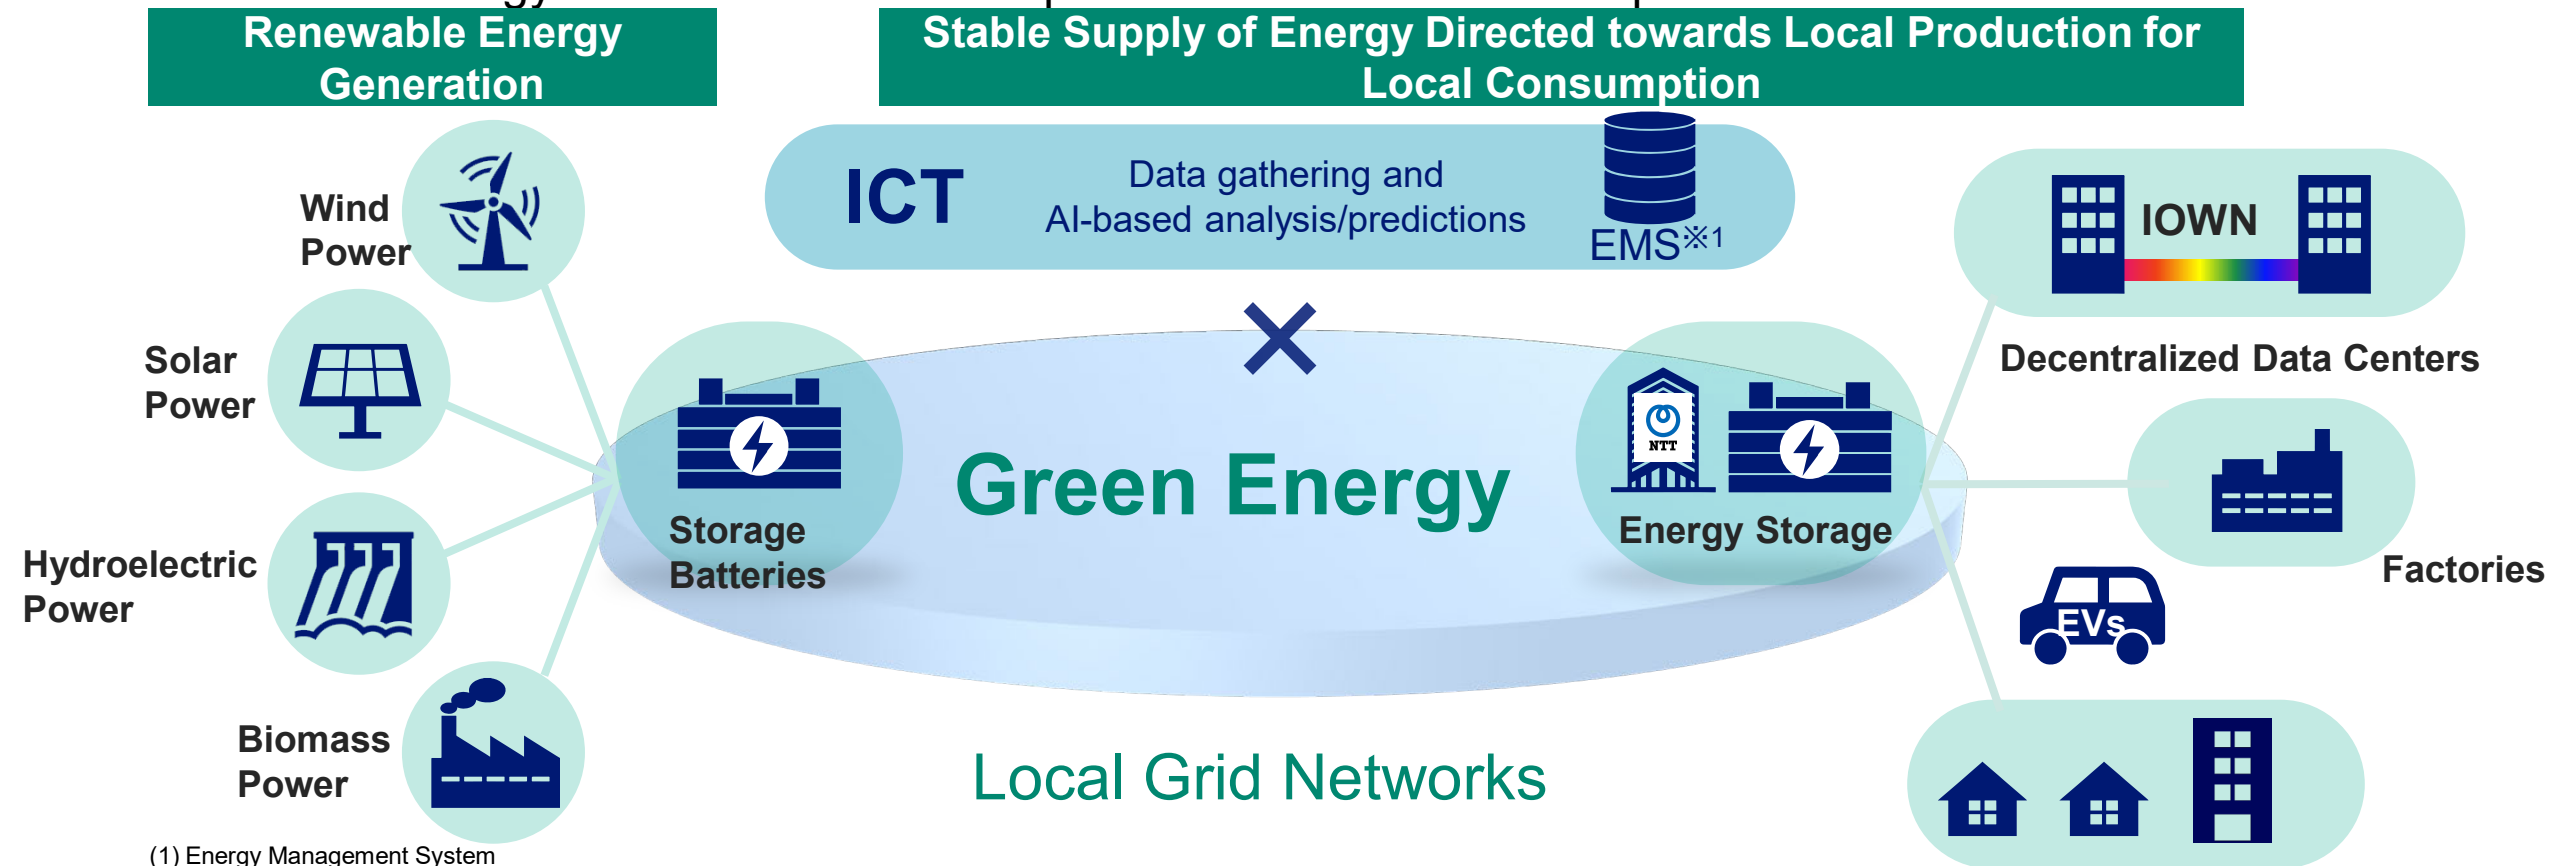 Renewable Energy
Generation
Stable Supply of Energy Directed towards Local Production for
Local Consumption
ICT
Data gathering and
AI-based analysis/predictions
EMS※1
Wind
Power
Solar
Power
Hydroelectric
Power
Biomass
Power
Storage
Batteries
Green Energy
NTT
Energy Storage
IOWN
Decentralized Data Centers
Factories
EVs
Local Grid Networks
(1) Energy Management System